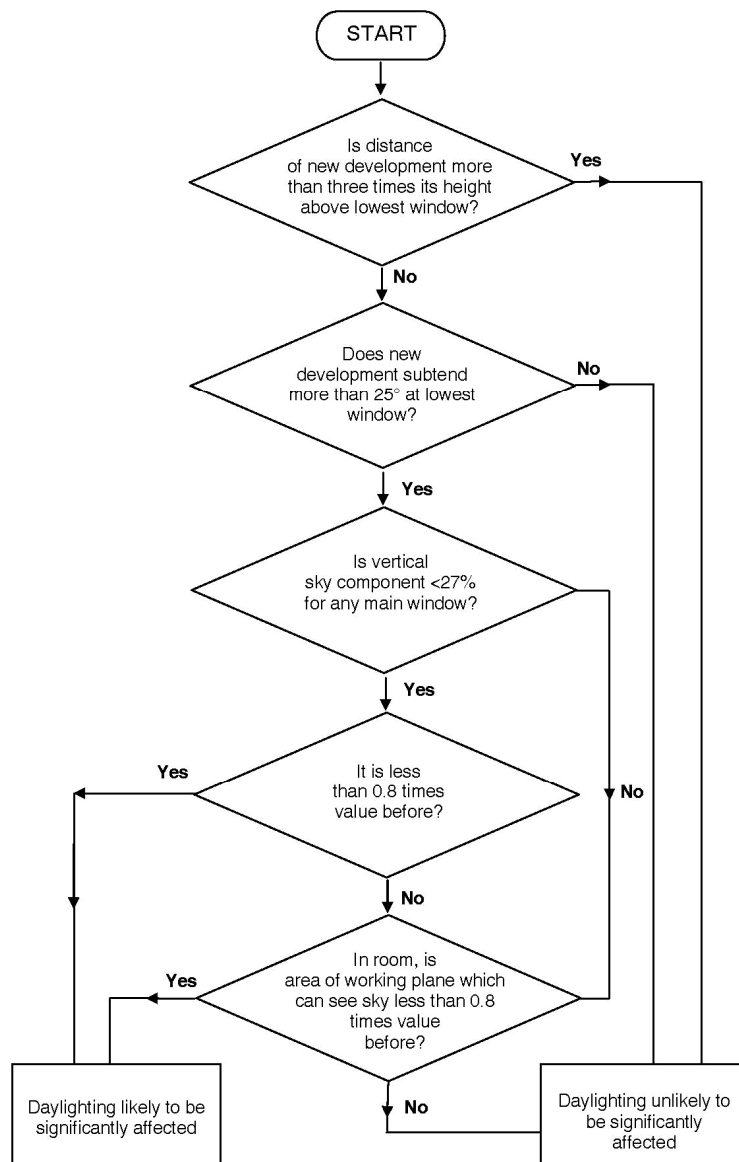 START
Is distance
of new development more
than three times its height
above lowest window?
Yes
No
Does new
development subtend
more than 25° at lowest
window?
No
Yes
Is vertical
sky component <27%
for any main window?
Yes
It is less
than 0.8 times
value before?
Yes
No
No
In room, is
area of working plane which
can see sky less than 0.8
times value
before?
Yes
No
Daylighting likely to be
significantly affected
Daylighting unlikely to
be significantly
affected